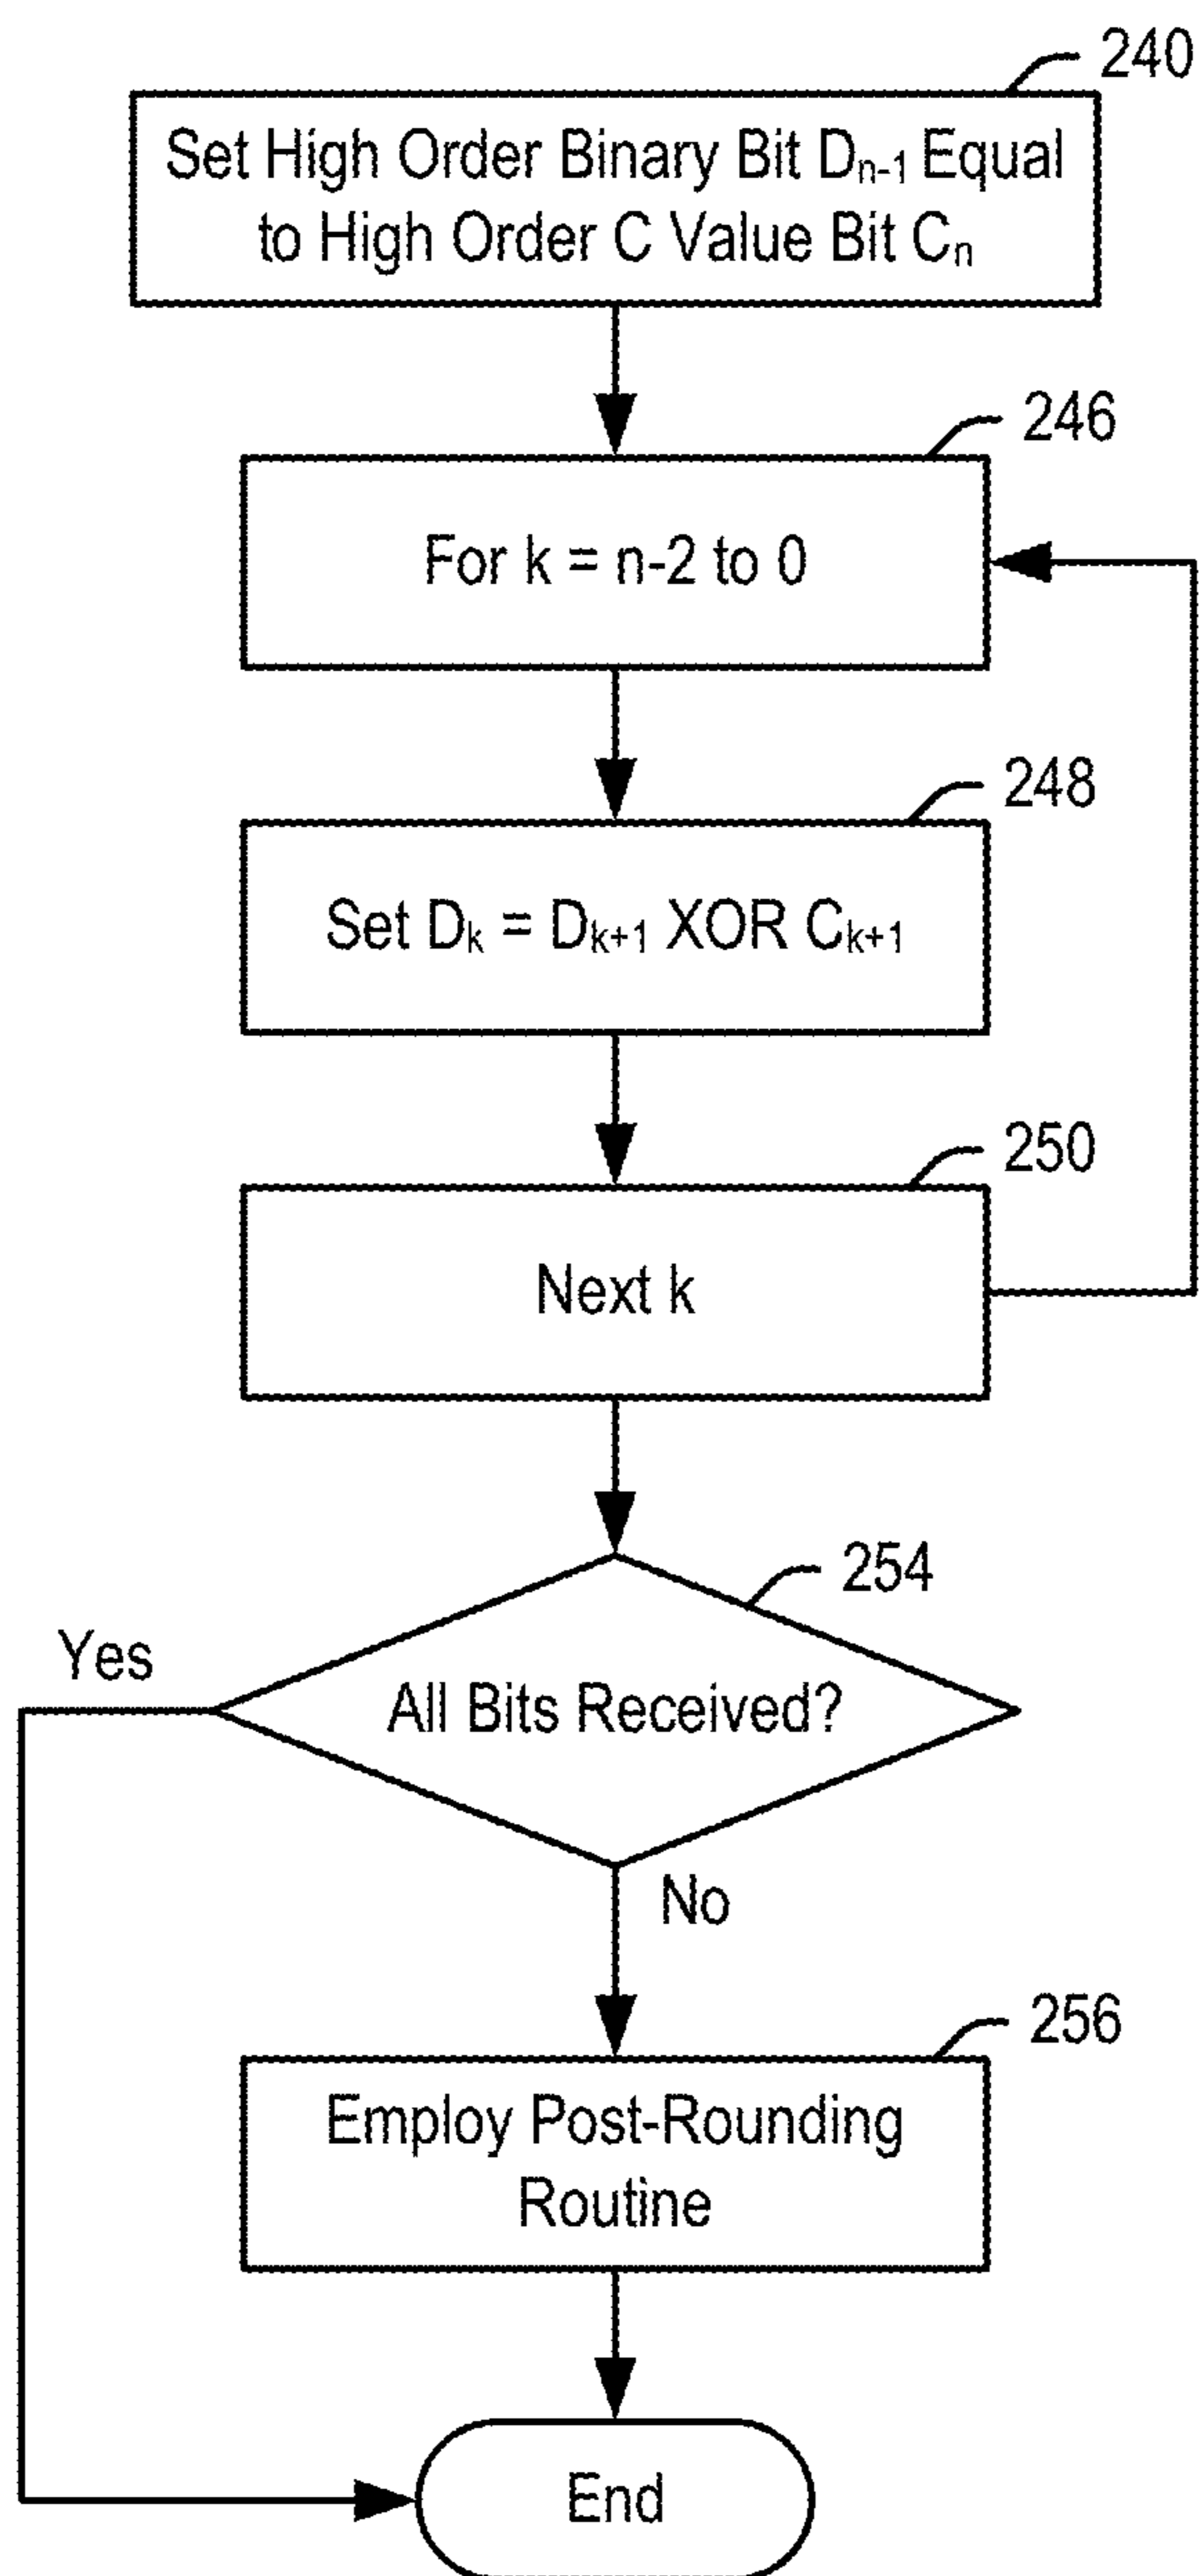 240
Set High Order Binary Bit Dₙ₋₁ Equal
to High Order C Value Bit Cₙ
246
For k = n-2 to 0
248
Set Dₖ = Dₖ₊₁ XOR Cₖ₊₁
250
Next k
254
Yes
All Bits Received?
No
256
Employ Post-Rounding
Routine
End